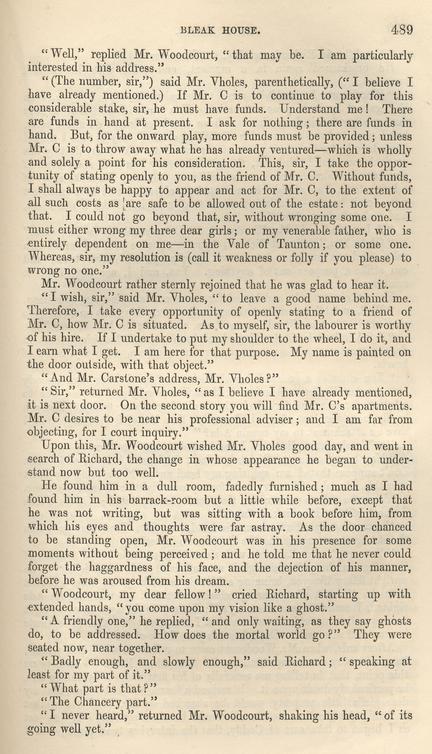 BLEAK HOUSE. 489
“Well,” replied Mr. Woodcourt, “that may be. I am particularly
interested in his address.”
“(The number, sir,”) said Mr. Vholes, parenthetically, (“I believe I
have already mentioned.) If Mr. C is to continue to play for this
considerable stake, sir, he must have funds. Understand me! There
are funds in hand at present. I ask for nothing; there are funds in
hand. But, for the onward play, more funds must be provided; unless
Mr. C is to throw away what he has already ventured—which is wholly
and solely a point for his consideration. This, sir, I take the oppor-
tunity of stating openly to you, as the friend of Mr. C. Without funds,
I shall always be happy to appear and act for Mr. C, to the extent of
all such costs as are safe to be allowed out of the estate: not beyond
that. I could not go beyond that, sir, without wronging some one. I
must either wrong my three dear girls; or my venerable father, who is
entirely dependent on me—in the Vale of Taunton; or some one.
Whereas, sir, my resolution is (call it weakness or folly if you please) to
wrong no one.”
Mr. Woodcourt rather sternly rejoined that he was glad to hear it.
“I wish, sir,” said Mr. Vholes, “to leave a good name behind me.
Therefore, I take every opportunity of openly stating to a friend of
Mr. C, how Mr. C is situated. As to myself, sir, the labourer is worthy
of his hire. If I undertake to put my shoulder to the wheel, I do it, and
I earn what I get. I am here for that purpose. My name is painted on
the door outside, with that object.”
“And Mr. Carstone's address, Mr. Vholes?”
“Sir,” returned Mr. Vholes, “as I believe I have already mentioned,
it is next door. On the second story you will find Mr. C's apartments.
Mr. C desires to be near his professional adviser; and I am far from
objecting, for I court inquiry.”
Upon this, Mr. Woodcourt wished Mr. Vholes good day, and went in
search of Richard, the change in whose appearance he began to under-
stand now but too well.
He found him in a dull room, fadedly furnished; much as I had
found him in his barrack-room but a little while before, except that
he was not writing, but was sitting with a book before him, from
which his eyes and thoughts were far astray. As the door chanced
to be standing open, Mr. Woodcourt was in his presence for some
moments without being perceived; and he told me that he never could
forget the haggardness of his face, and the dejection of his manner,
before he was aroused from his dream.
“Woodcourt, my dear fellow!” cried Richard, starting up with
extended hands, “you come upon my vision like a ghost.”
“A friendly one,” he replied, “and only waiting, as they say ghosts
do, to be addressed. How does the mortal world go?” They were
seated now, near together.
“Badly enough, and slowly enough,” said Richard; “speaking at
least for my part of it.”
“What part is that?”
“The Chancery part.”
“I never heard,” returned Mr. Woodcourt, shaking his head, “of its
going well yet.”